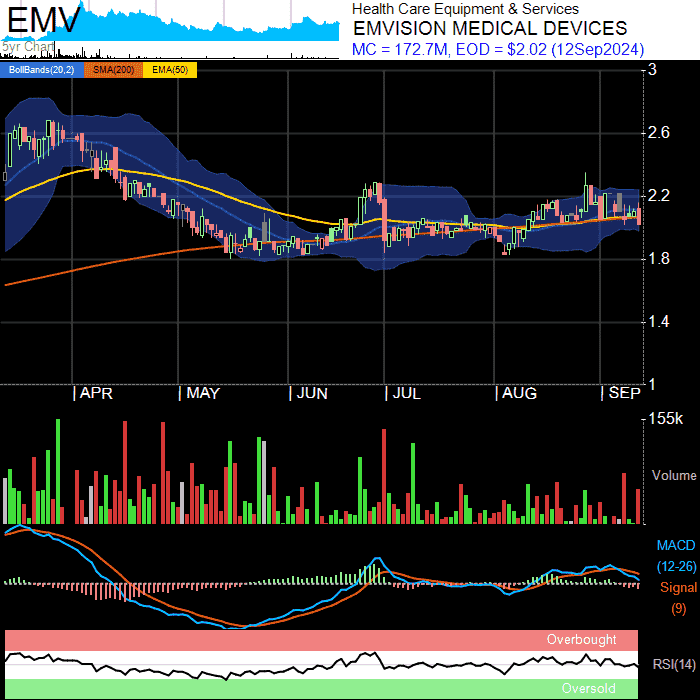 EMV
5yr Chart
Health Care Equipment & Services
EMVISION MEDICAL DEVICES
MC = 172.7M, EOD = $2.02 (12Sep2024)
BollBands(20,2) SMA(200) EMA(50)
3
2.6
2.2
1.8
1.4
1
APR MAY JUN JUL AUG SEP
155k
Volume
MACD
(12-26)
Signal
(9)
Overbought
RSI(14)
Oversold